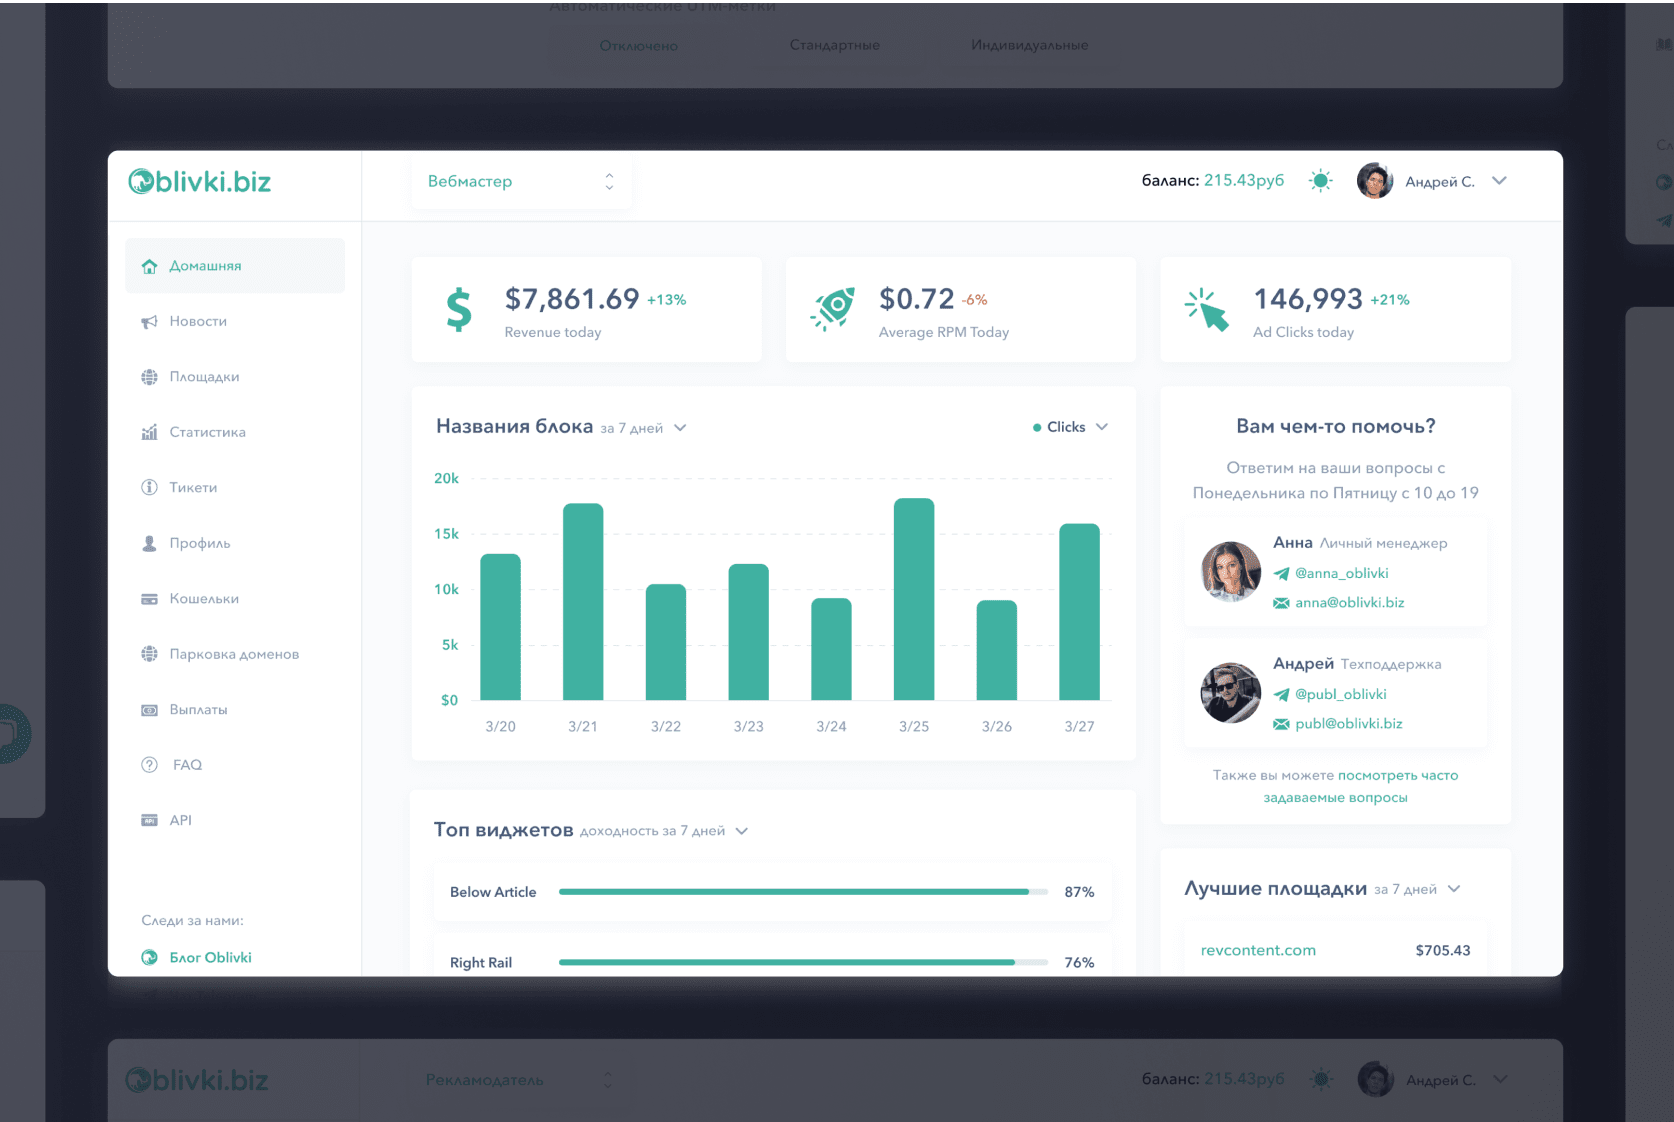 Автоматические UTM-метки
Отключено
Стандартные
Индивидуальные
Oblivki.biz
Вебмастер
баланс: 215.43руб
Андрей С.
Домашняя
Новости
Площадки
Статистика
Тикети
Профиль
Кошельки
Парковка доменов
Выплаты
FAQ
API
Следи за нами:
Блог Oblivki
$7,861.69 +13%
Revenue today
$0.72 -6%
Average RPM Today
146,993 +21%
Ad Clicks today
Названия блока за 7 дней
Clicks
20k
15k
10k
5k
$0
3/20
3/21
3/22
3/23
3/24
3/25
3/26
3/27
Вам чем-то помочь?
Ответим на ваши вопросы с
Понедельника по Пятницу с 10 до 19
Анна Личный менеджер
@anna_oblivki
anna@oblivki.biz
Андрей Техподдержка
@publ_oblivki
publ@oblivki.biz
Также вы можете посмотреть часто
задаваемые вопросы
Топ виджетов доходность за 7 дней
Below Article
87%
Right Rail
76%
Лучшие площадки за 7 дней
revcontent.com
$705.43
Oblivki.biz
Рекламодатель
баланс: 215.43руб
Андрей С.